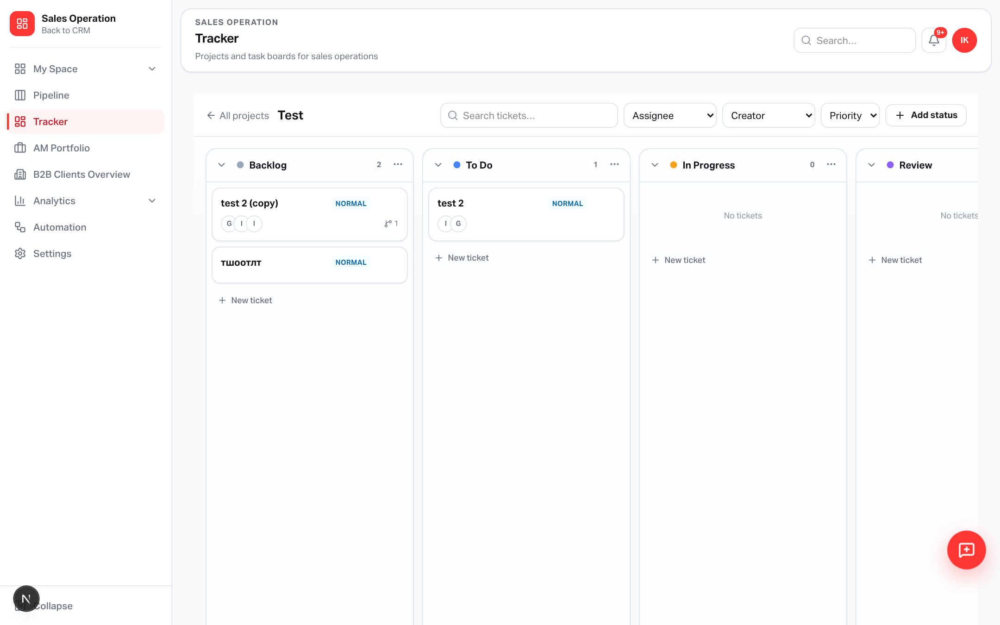 Sales Operation
Back to CRM
My Space
Pipeline
Tracker
AM Portfolio
B2B Clients Overview
Analytics
Automation
Settings
N
Collapse
SALES OPERATION
Tracker
Projects and task boards for sales operations
Search...
9+
IK
All projects
Test
Search tickets...
Assignee
Creator
Priority
Add status
Backlog
2
test 2 (copy)
NORMAL
G
I
I
1
тшоотлт
NORMAL
New ticket
To Do
1
test 2
NORMAL
I
G
New ticket
In Progress
0
No tickets
New ticket
Review
No tickets
New ticket